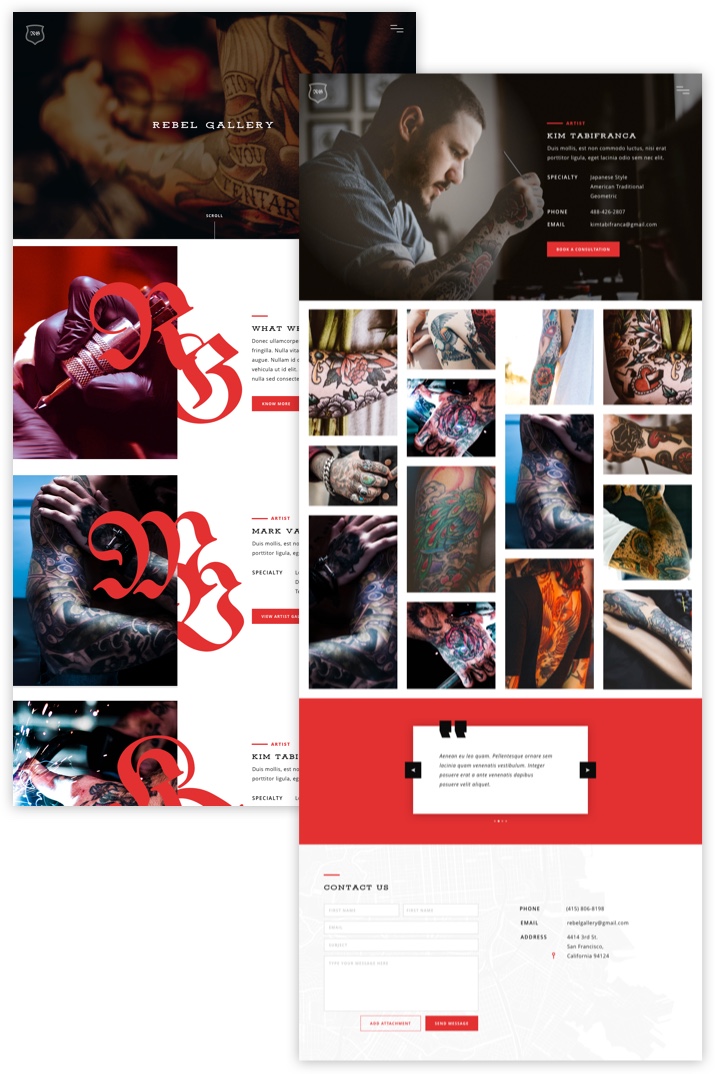 REBEL GALLERY
YOU
CENTAR
SCROLL
WHAT WE
Donec ullamcorpe
fringilla. Nulla vita
augue. Nullam id d
vehicula ut id elit.
nulla sed consecte
KNOW MORE
ARTIST
MARK VA
Duis mollis, est no
porttitor ligula, eg
SPECIALTY
VIEW ARTIST GAL
ARTIST
KIM TAB
Duis mollis, est no
porttitor ligula, eg
SPECIALTY
ARTIST
KIM TABIFRANCA
Duis mollis, est non commodo luctus, nisi erat
porttitor ligula, eget lacinia odio sem nec elit.
SPECIALTY Japanese Style
American Traditional
Geometric
PHONE 488-426-2807
EMAIL kimtabifranca@gmail.com
BOOK A CONSULTATION
Aenean eu leo quam. Pellentesque ornare sem
lacinia quam venenatis vestibulum. Integer
posuere erat a ante venenatis dapibus
posuere velit aliquet.
CONTACT US
FIRST NAME FIRST NAME
EMAIL
SUBJECT
TYPE YOUR MESSAGE HERE
ADD ATTACHMENT SEND MESSAGE
PHONE (415) 806-8198
EMAIL rebelgallery@gmail.com
ADDRESS 4414 3rd St.
San Francisco,
California 94124